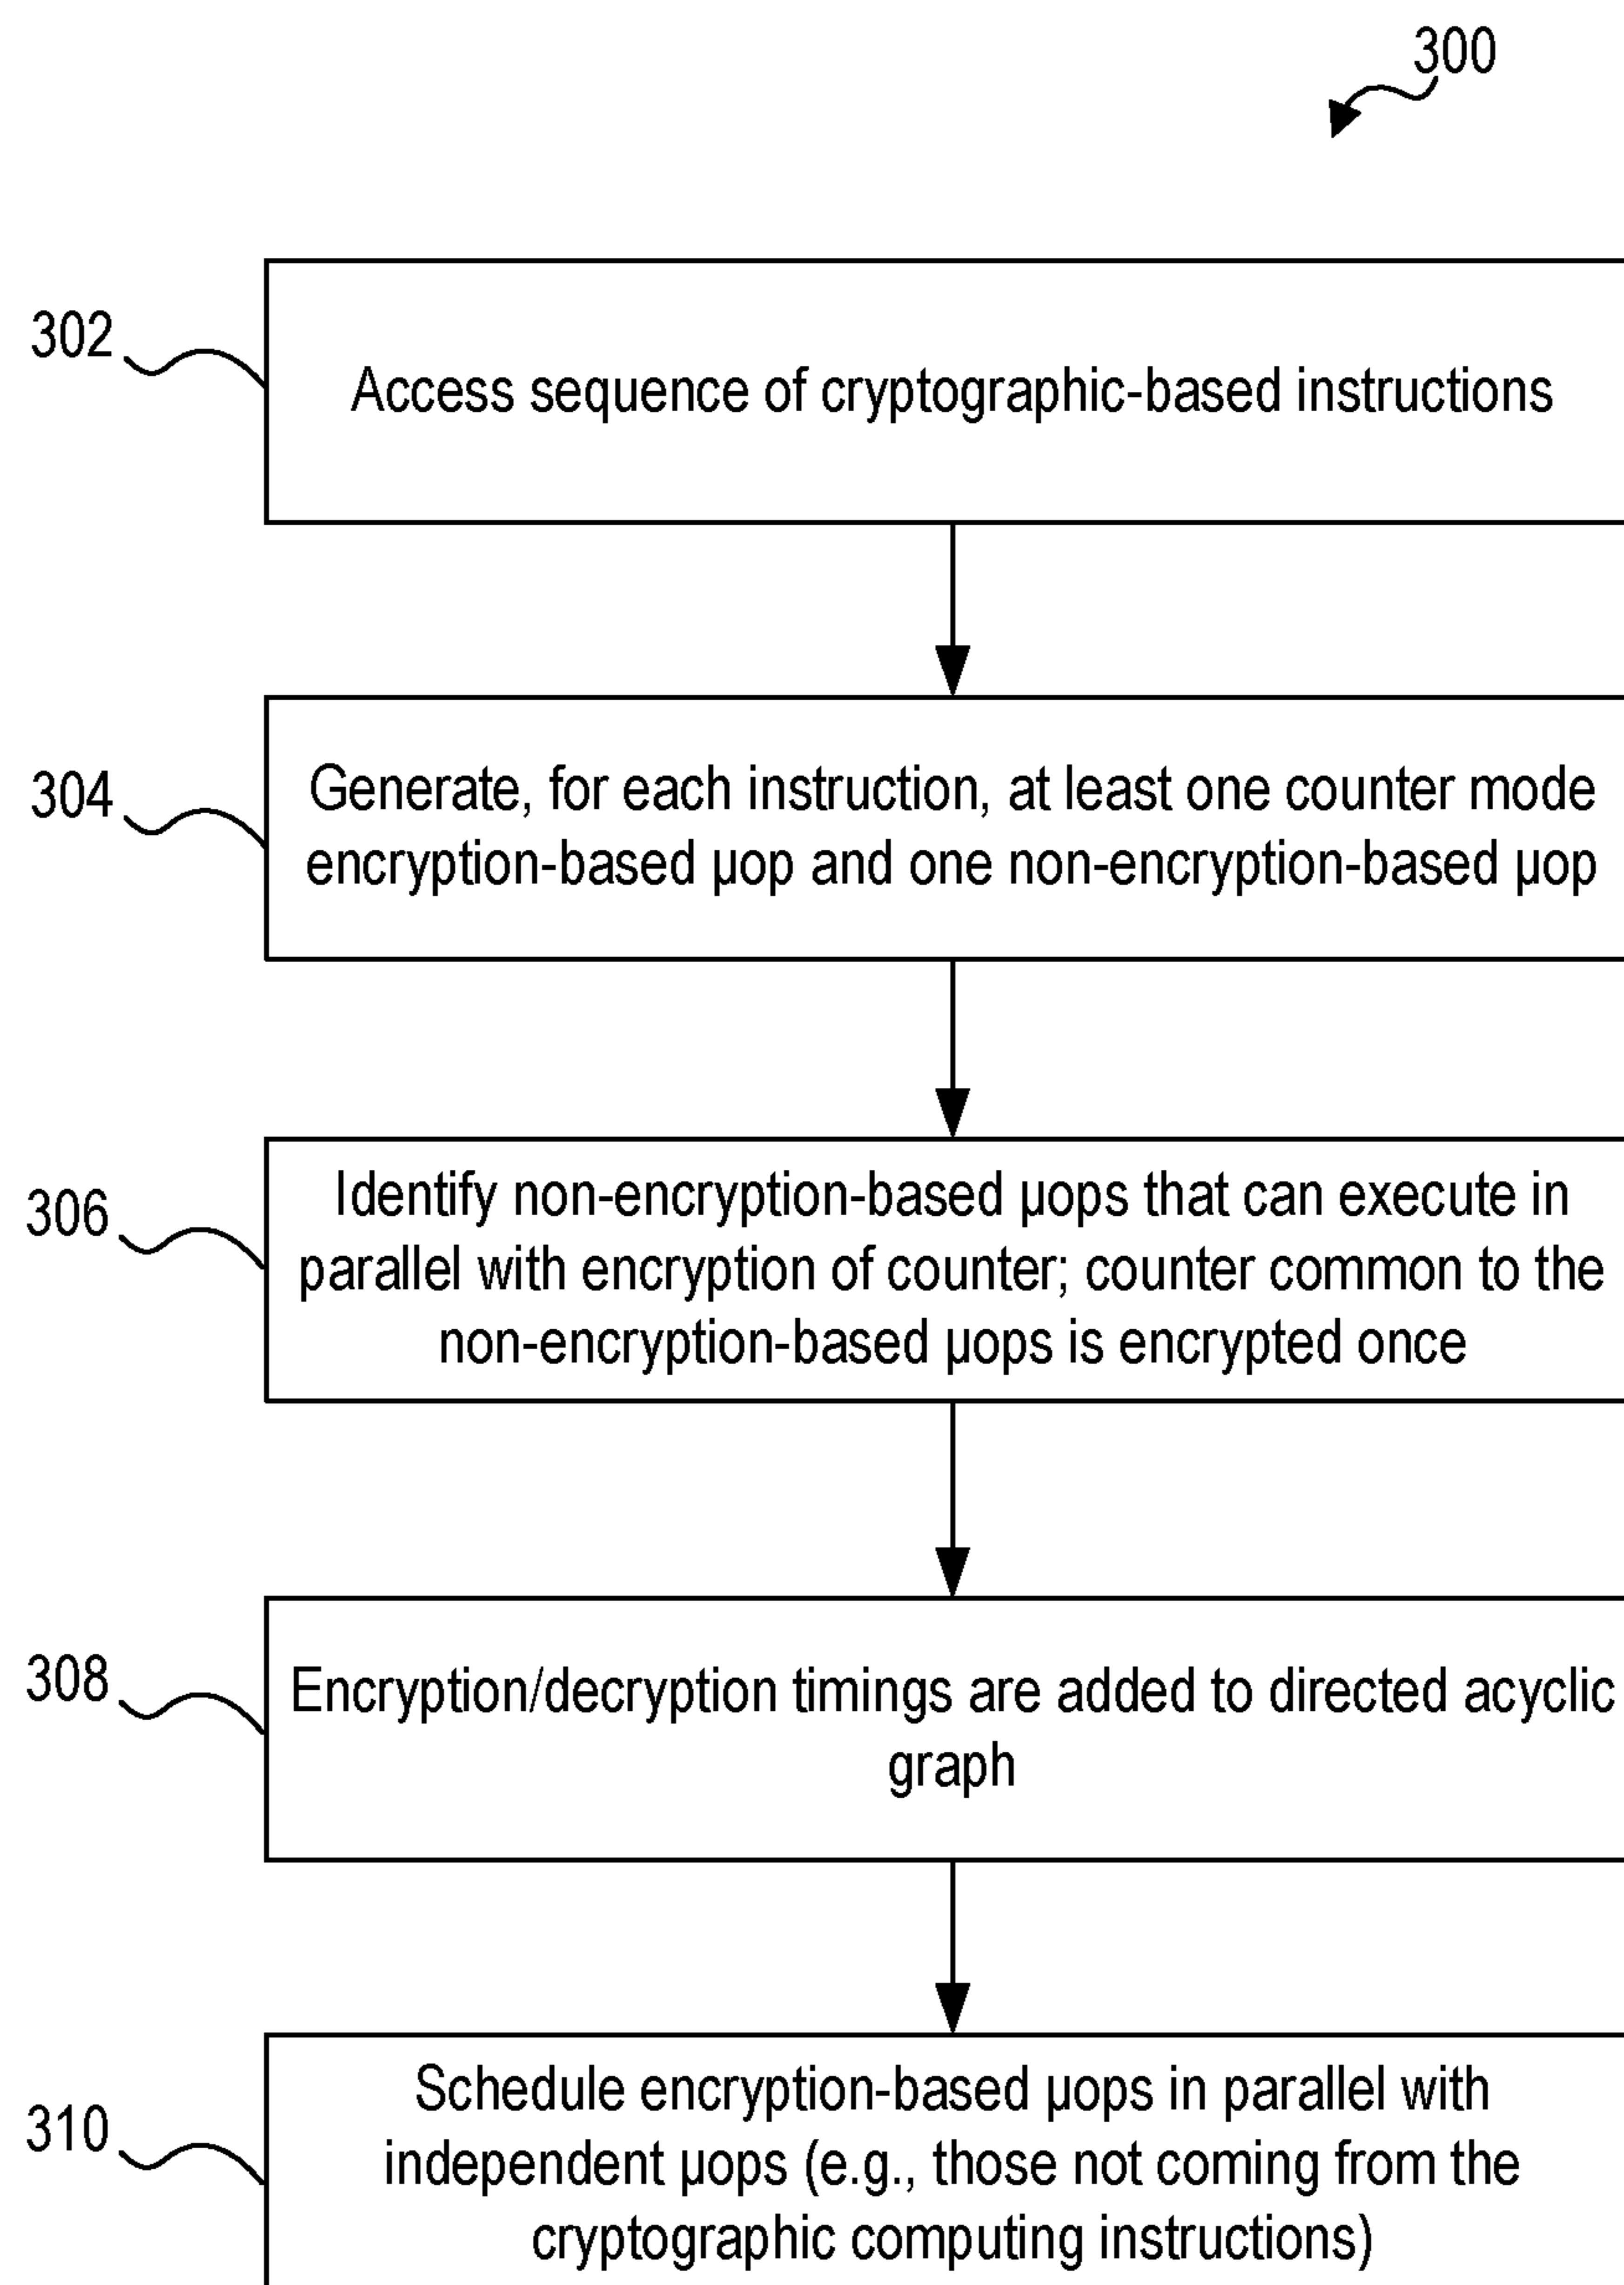 300
302
Access sequence of cryptographic-based instructions
304
Generate, for each instruction, at least one counter mode
encryption-based μop and one non-encryption-based μop
306
Identify non-encryption-based μops that can execute in
parallel with encryption of counter; counter common to the
non-encryption-based μops is encrypted once
308
Encryption/decryption timings are added to directed acyclic
graph
310
Schedule encryption-based μops in parallel with
independent μops (e.g., those not coming from the
cryptographic computing instructions)